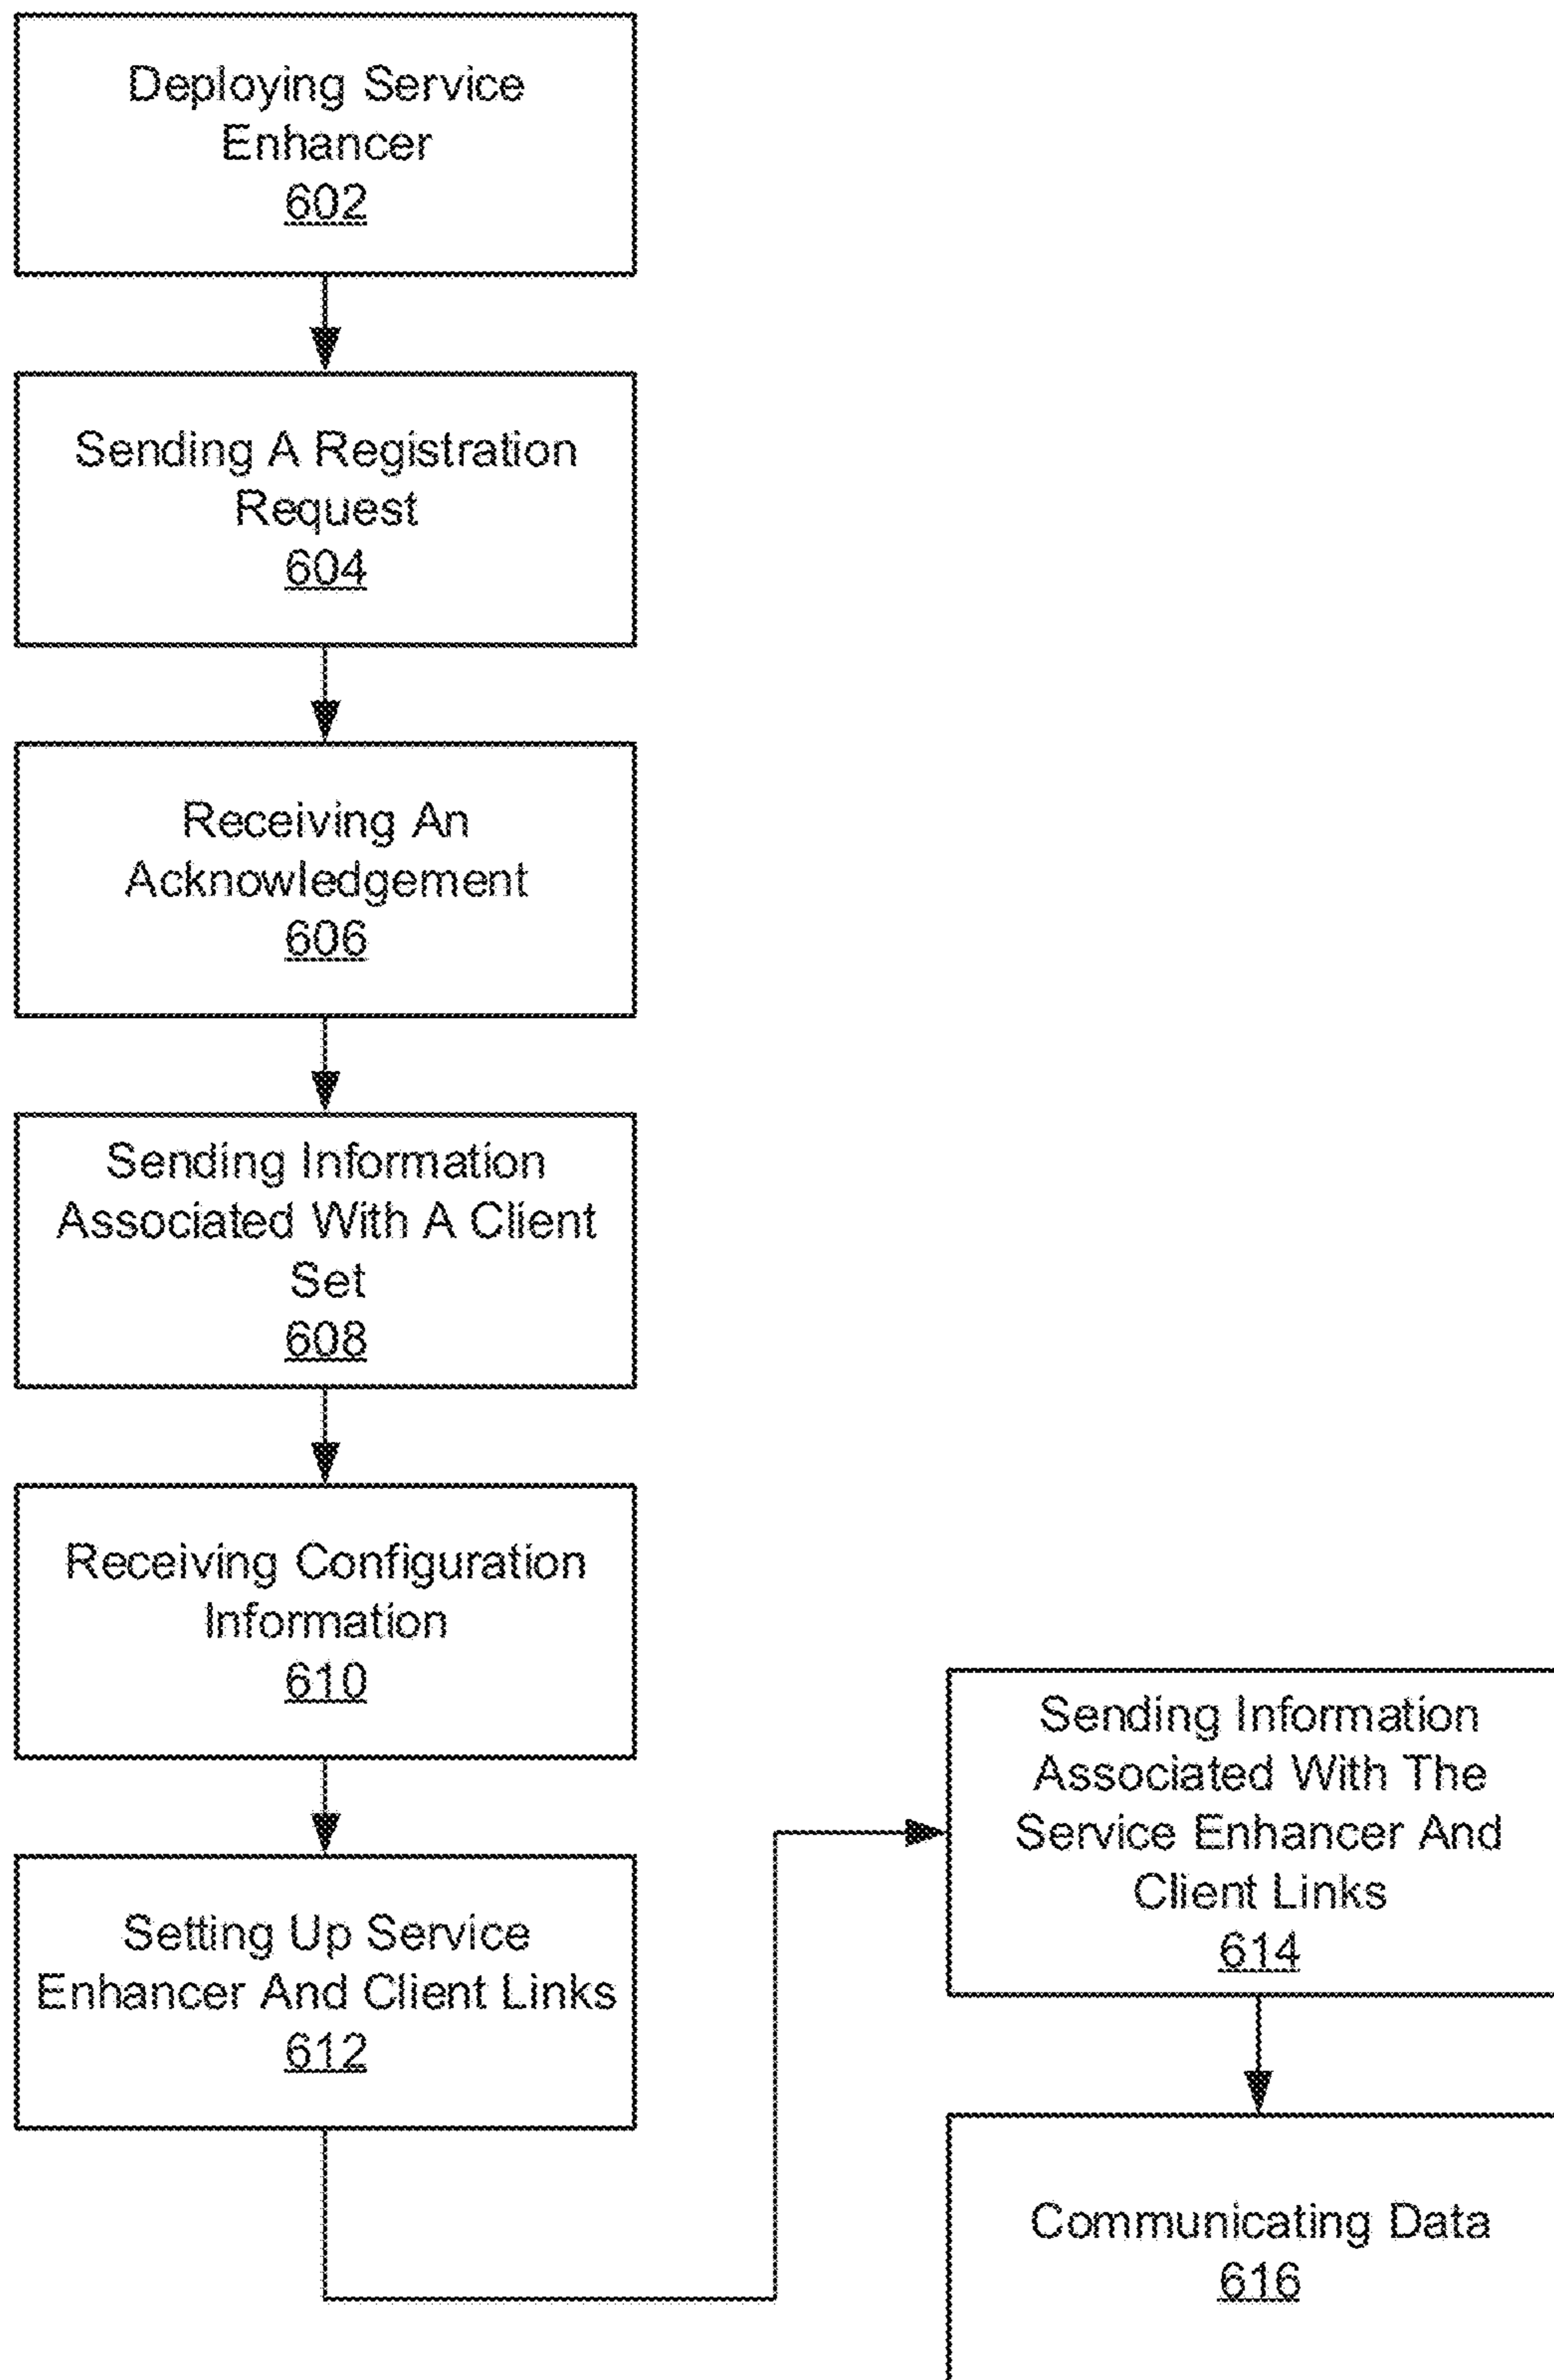 Deploying Service
Enhancer
602
Sending A Registration
Request
604
Receiving An
Acknowledgement
606
Sending Information
Associated With A Client
Set
608
Receiving Configuration
Information
610
Setting Up Service
Enhancer And Client Links
612
Sending Information
Associated With The
Service Enhancer And
Client Links
614
Communicating Data
616